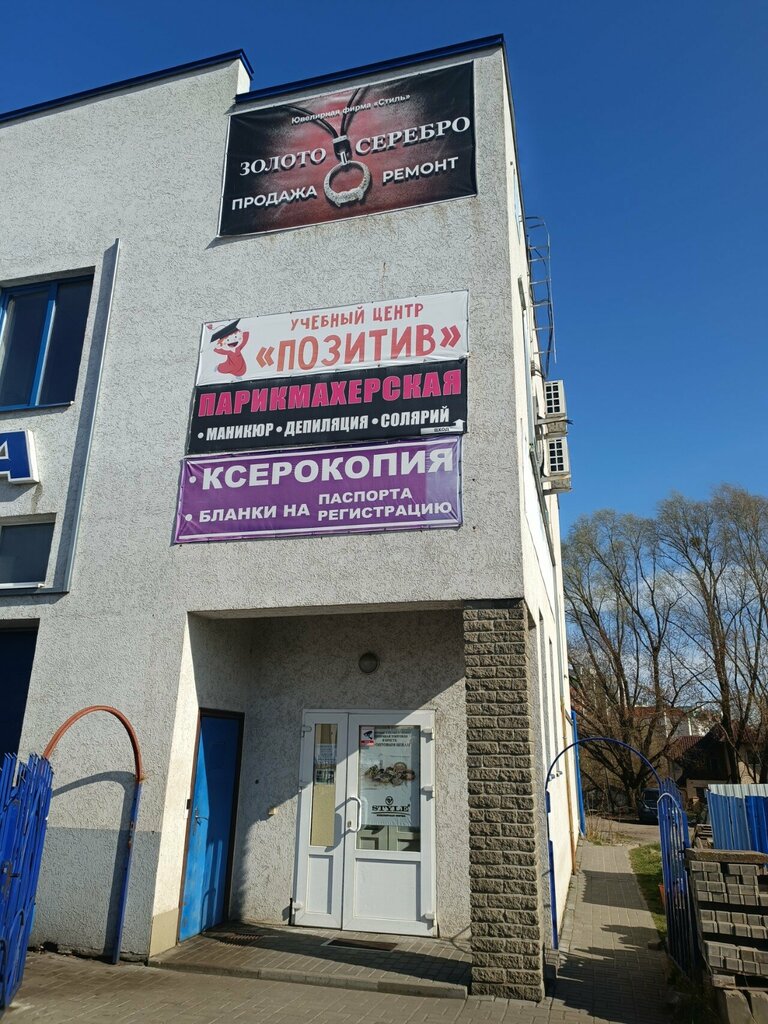 Ювелирная фирма «Стиль»
ЗОЛОТО СЕРЕБРО
ПРОДАЖА РЕМОНТ
УЧЕБНЫЙ ЦЕНТР
«ПОЗИТИВ»
ПАРИКМАХЕРСКАЯ
• МАНИКЮР • ДЕПИЛЯЦИЯ • СОЛЯРИЙ
ВХОД
• КСЕРОКОПИЯ
• БЛАНКИ НА ПАСПОРТА
РЕГИСТРАЦИЮ
А
STYLE